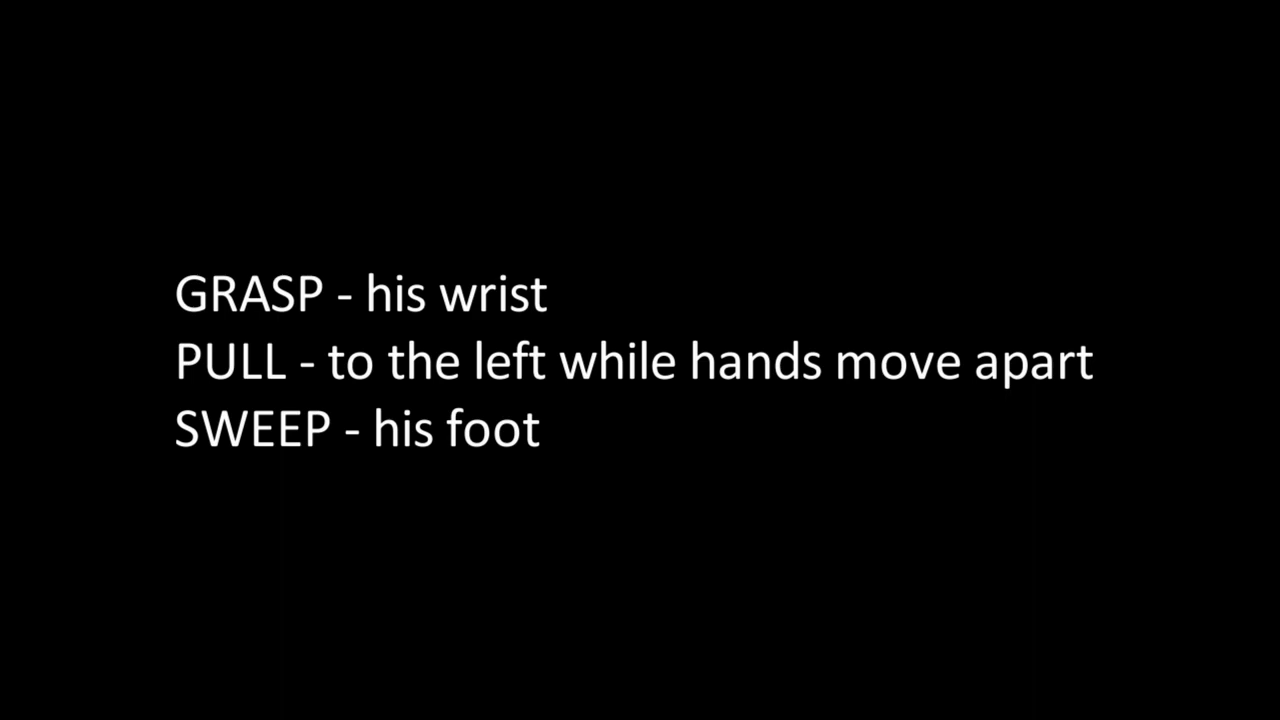 GRASP - his wrist
PULL - to the left while hands move apart
SWEEP - his foot